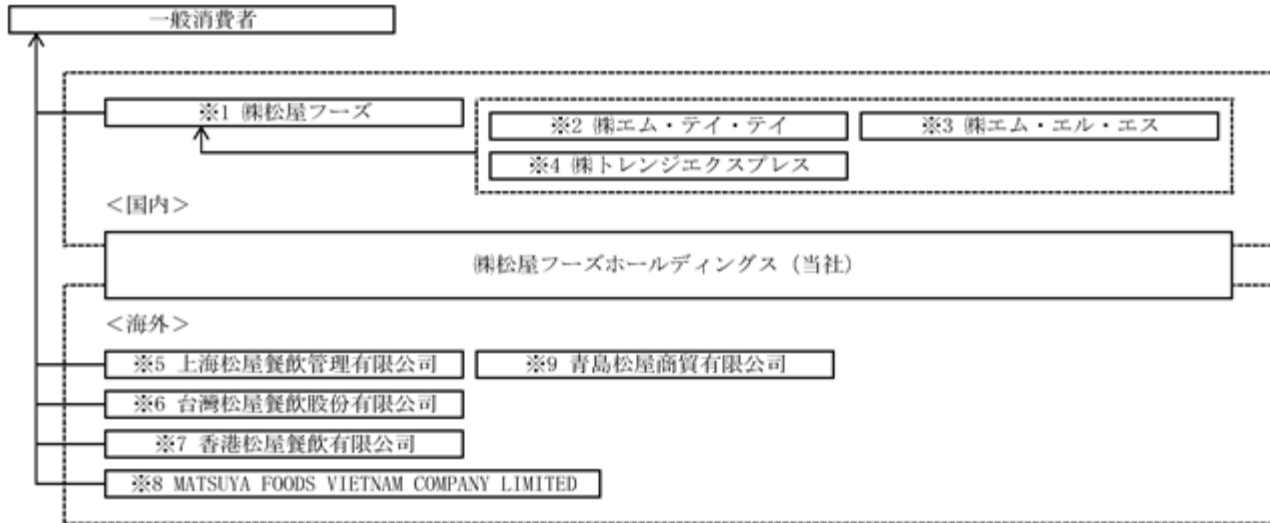 一般消費者
※1 ㈱松屋フーズ
※2 ㈱エム・テイ・テイ
※3 ㈱エム・エル・エス
※4 ㈱トレンジエクスプレス
＜国内＞
㈱松屋フーズホールディングス（当社）
＜海外＞
※5 上海松屋餐飲管理有限公司
※9 青島松屋商貿有限公司
※6 台灣松屋餐飲股份有限公司
※7 香港松屋餐飲有限公司
※8 MATSUYA FOODS VIETNAM COMPANY LIMITED